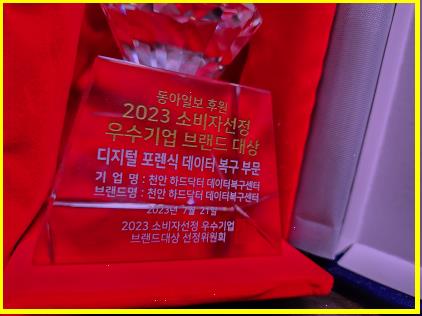 동아일보 후원
2023 소비자선정
우수기업 브랜드 대상
디지털 포렌식 데이터 복구 부문
기 업 명 : 천안 하드닥터 데이터복구센터
브랜드명 : 천안 하드닥터 데이터복구센터
2023년 7월 21일
2023 소비자선정 우수기업
브랜드대상 선정위원회